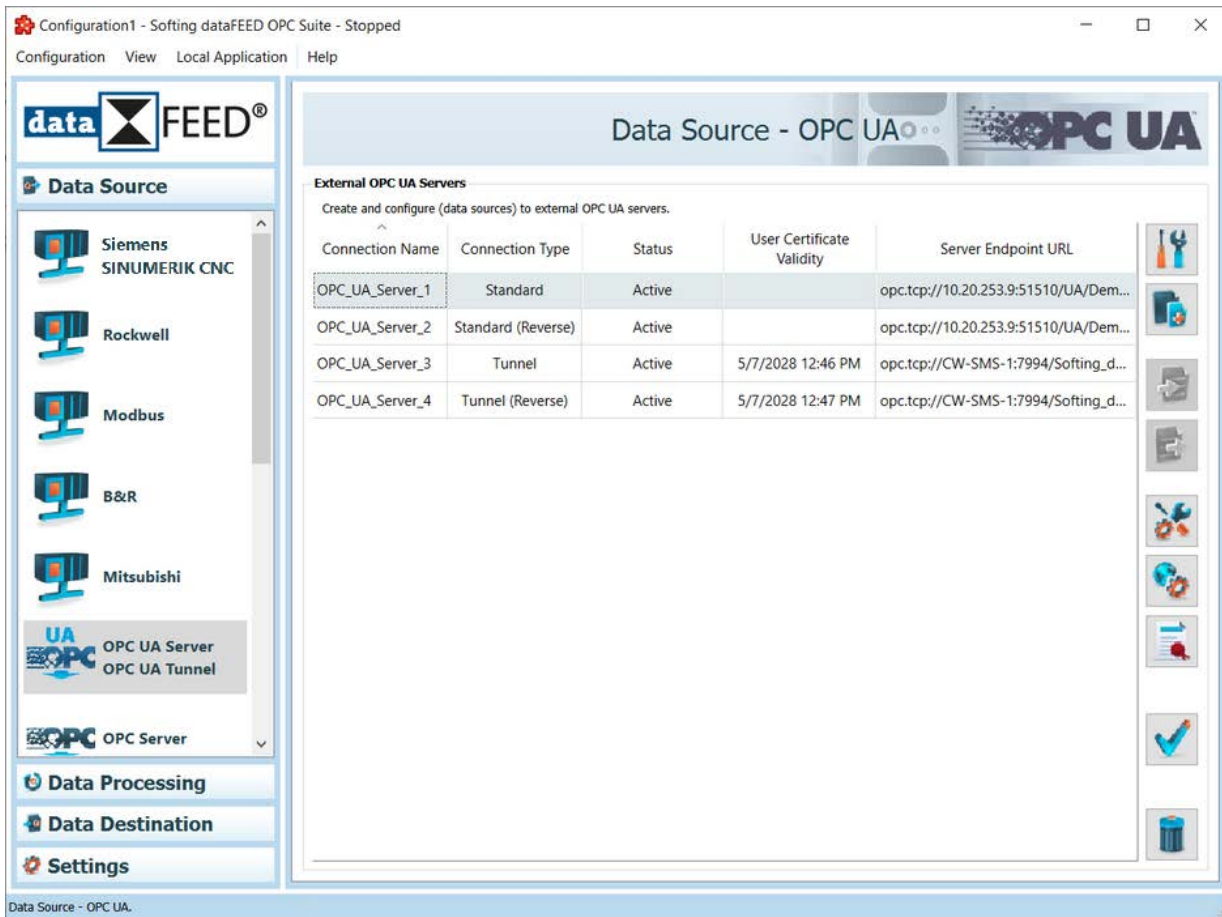 Configuration1 - Softing dataFEED OPC Suite - Stopped
Configuration View Local Application Help
data FEED®
Data Source
Siemens
SINUMERIK CNC
Rockwell
Modbus
B&R
Mitsubishi
UA
OPC
OPC UA Server
OPC UA Tunnel
OPC
OPC Server
Data Processing
Data Destination
Settings
Data Source - OPC UA
OPC UA
External OPC UA Servers
Create and configure (data sources) to external OPC UA servers.
Connection Name Connection Type Status User Certificate Validity Server Endpoint URL
OPC_UA_Server_1 Standard Active opc.tcp://10.20.253.9:51510/UA/Dem...
OPC_UA_Server_2 Standard (Reverse) Active opc.tcp://10.20.253.9:51510/UA/Dem...
OPC_UA_Server_3 Tunnel Active 5/7/2028 12:46 PM opc.tcp://CW-SMS-1:7994/Softing_d...
OPC_UA_Server_4 Tunnel (Reverse) Active 5/7/2028 12:47 PM opc.tcp://CW-SMS-1:7994/Softing_d...
Data Source - OPC UA.